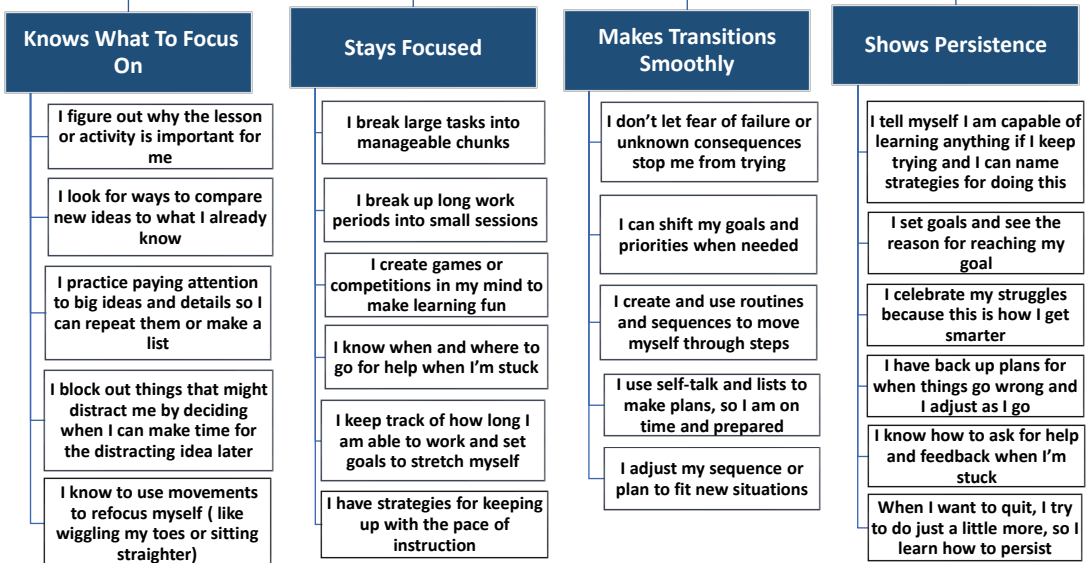 Knows What To Focus
On
I figure out why the lesson
or activity is important for
me
I look for ways to compare
new ideas to what I already
know
I practice paying attention
to big ideas and details so I
can repeat them or make a
list
I block out things that might
distract me by deciding
when I can make time for
the distracting idea later
I know to use movements
to refocus myself ( like
wiggling my toes or sitting
straighter)
Stays Focused
I break large tasks into
manageable chunks
I break up long work
periods into small sessions
I create games or
competitions in my mind to
make learning fun
I know when and where to
go for help when I'm stuck
I keep track of how long I
am able to work and set
goals to stretch myself
I have strategies for keeping
up with the pace of
instruction
Makes Transitions
Smoothly
I don't let fear of failure or
unknown consequences
stop me from trying
I can shift my goals and
priorities when needed
I create and use routines
and sequences to move
myself through steps
I use self-talk and lists to
make plans, so I am on
time and prepared
I adjust my sequence or
plan to fit new situations
Shows Persistence
I tell myself I am capable of
learning anything if I keep
trying and I can name
strategies for doing this
I set goals and see the
reason for reaching my
goal
I celebrate my struggles
because this is how I get
smarter
I have back up plans for
when things go wrong and
I adjust as I go
I know how to ask for help
and feedback when I'm
stuck
When I want to quit, I try
to do just a little more, so I
learn how to persist